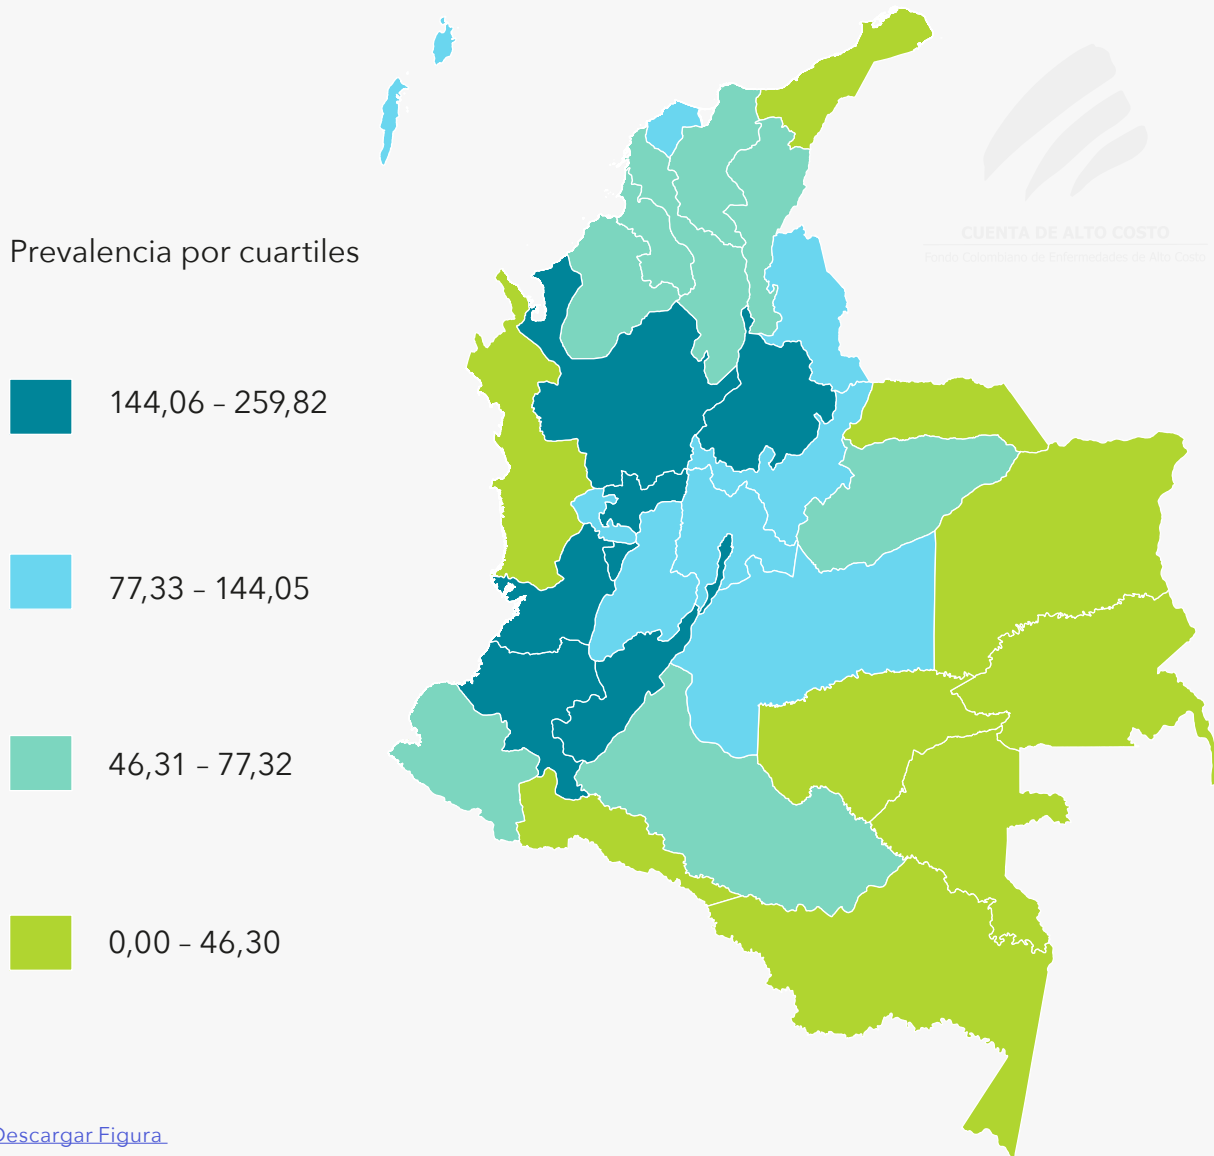 CUENTA DE ALTO COSTO
Fondo Colombiano de Enfermedades de Alto Costo
Prevalencia por cuartiles
144,06 – 259,82
77,33 – 144,05
46,31 – 77,32
0,00 – 46,30
Descargar Figura